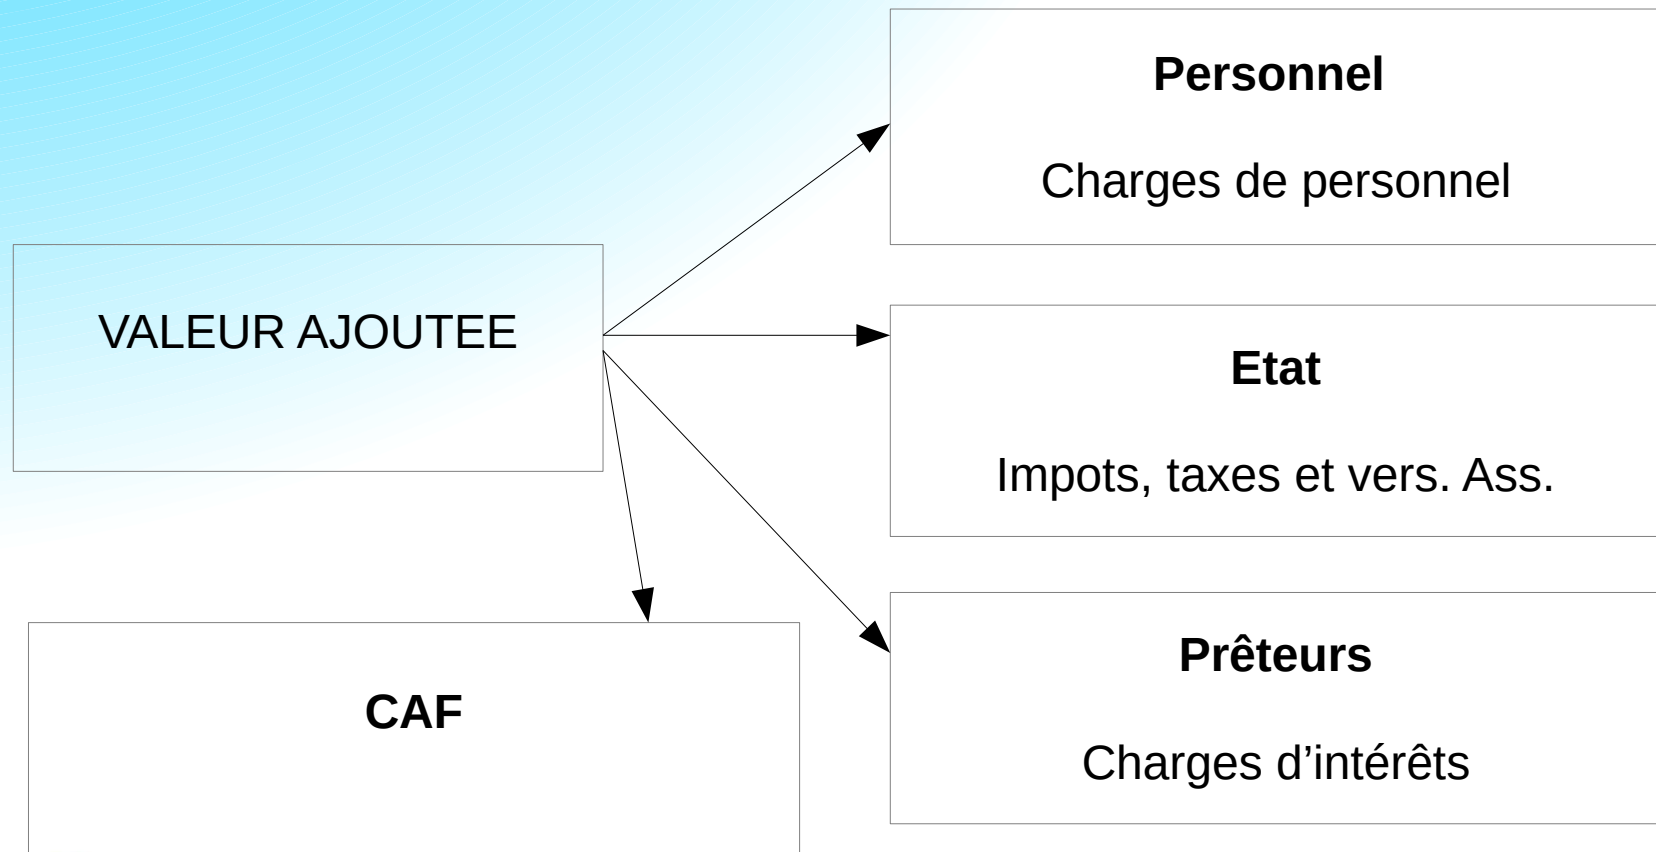 Personnel
Charges de personnel
VALEUR AJOUTEE
Etat
Impots, taxes et vers. Ass.
Prêteurs
Charges d’intérêts
CAF